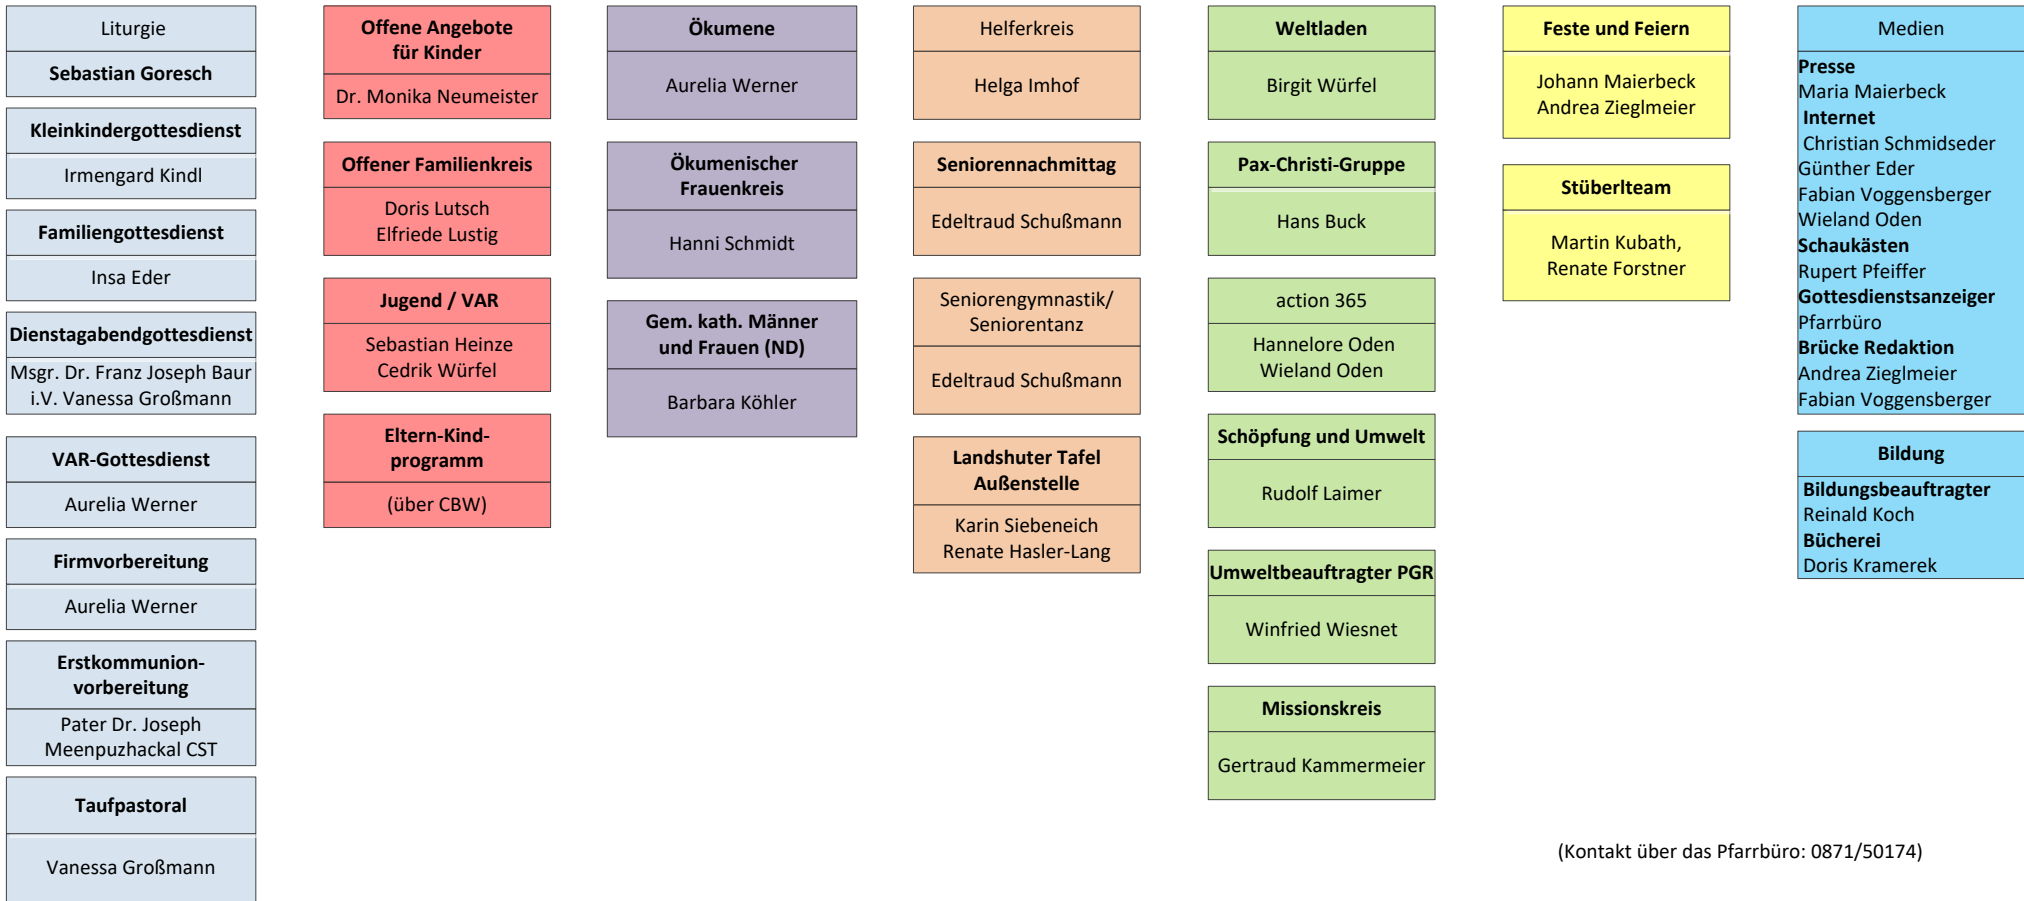 Liturgie
Sebastian Goresch
Kleinkindergottesdienst
Irmengard Kindl
Familiengottesdienst
Insa Eder
Dienstagabendgottesdienst
Msgr. Dr. Franz Joseph Baur
i.V. Vanessa Großmann
VAR-Gottesdienst
Aurelia Werner
Firmvorbereitung
Aurelia Werner
Erstkommunion-
vorbereitung
Pater Dr. Joseph
Meenpuzhackal CST
Taufpastoral
Vanessa Großmann
Offene Angebote
für Kinder
Dr. Monika Neumeister
Offener Familienkreis
Doris Lutsch
Elfriede Lustig
Jugend / VAR
Sebastian Heinze
Cedrik Würfel
Eltern-Kind-
programm
(über CBW)
Ökumene
Aurelia Werner
Ökumenischer
Frauenkreis
Hanni Schmidt
Gem. kath. Männer
und Frauen (ND)
Barbara Köhler
Helferkreis
Helga Imhof
Seniorennachmittag
Edeltraud Schußmann
Seniorengymnastik/
Seniorentanz
Edeltraud Schußmann
Landshuter Tafel
Außenstelle
Karin Siebeneich
Renate Hasler-Lang
Weltladen
Birgit Würfel
Pax-Christi-Gruppe
Hans Buck
action 365
Hannelore Oden
Wieland Oden
Schöpfung und Umwelt
Rudolf Laimer
Umweltbeauftragter PGR
Winfried Wiesnet
Missionskreis
Gertraud Kammermeier
Feste und Feiern
Johann Maierbeck
Andrea Zieglmeier
Stüberlteam
Martin Kubath,
Renate Forstner
Medien
Presse
Maria Maierbeck
Internet
Christian Schmidseder
Günther Eder
Fabian Voggensberger
Wieland Oden
Schaukästen
Rupert Pfeiffer
Gottesdienstsanzeiger
Pfarrbüro
Brücke Redaktion
Andrea Zieglmeier
Fabian Voggensberger
Bildung
Bildungsbeauftragter
Reinald Koch
Bücherei
Doris Kramerek
(Kontakt über das Pfarrbüro: 0871/50174)